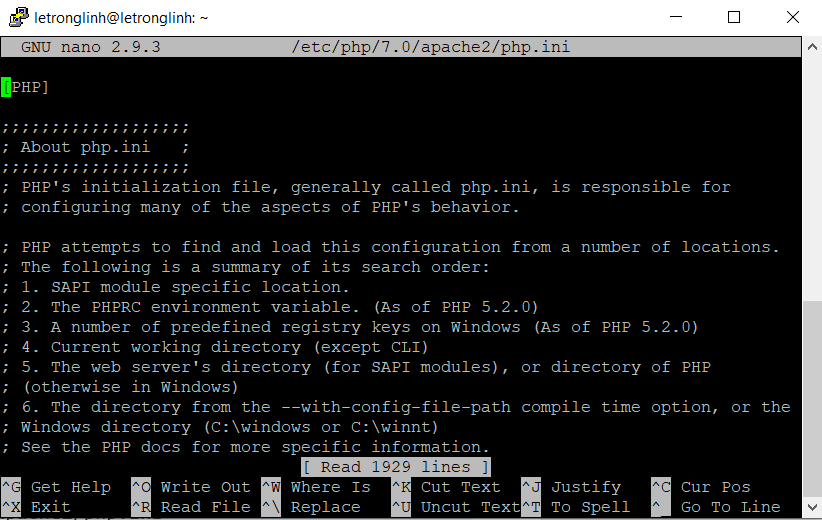 letronglinh@letronglinh: ~
GNU nano 2.9.3 /etc/php/7.0/apache2/php.ini
[PHP]
;;;;;;;;;;;;;;;;;;;
; About php.ini ;
;;;;;;;;;;;;;;;;;;;
; PHP's initialization file, generally called php.ini, is responsible for
; configuring many of the aspects of PHP's behavior.
; PHP attempts to find and load this configuration from a number of locations.
; The following is a summary of its search order:
; 1. SAPI module specific location.
; 2. The PHPRC environment variable. (As of PHP 5.2.0)
; 3. A number of predefined registry keys on Windows (As of PHP 5.2.0)
; 4. Current working directory (except CLI)
; 5. The web server's directory (for SAPI modules), or directory of PHP
; (otherwise in Windows)
; 6. The directory from the --with-config-file-path compile time option, or the
; Windows directory (C:\windows or C:\winnt)
; See the PHP docs for more specific information.
[ Read 1929 lines ]
^G Get Help ^O Write Out ^W Where Is ^K Cut Text ^J Justify ^C Cur Pos
^X Exit ^R Read File ^\ Replace ^U Uncut Text ^T To Spell ^_ Go To Line